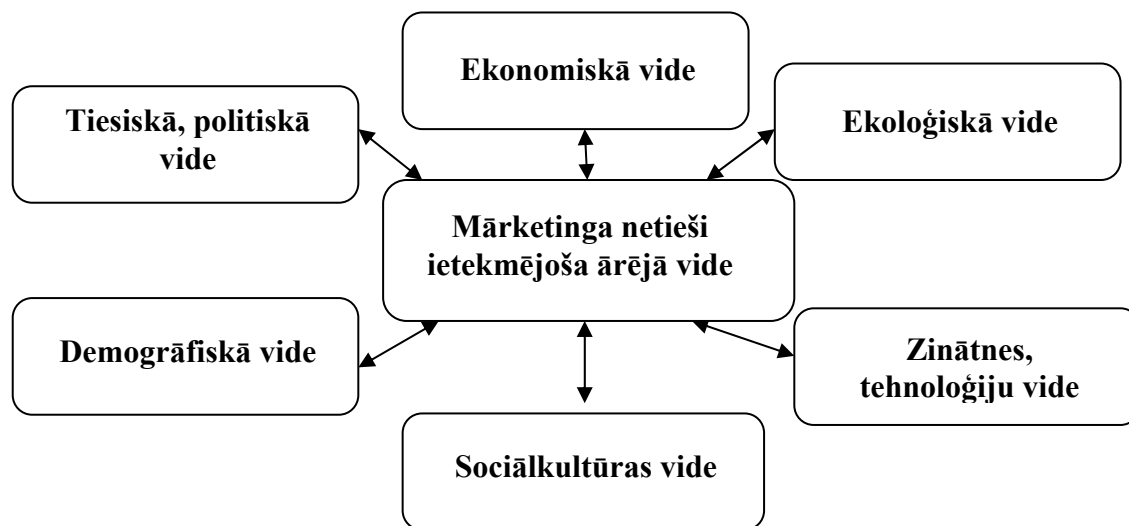 Ekonomiskā vide
Tiesiskā, politiskā
vide
Ekoloģiskā vide
Mārketinga netieši
ietekmējoša ārējā vide
Demogrāfiskā vide
Zinātnes,
tehnoloģiju vide
Sociālkultūras vide